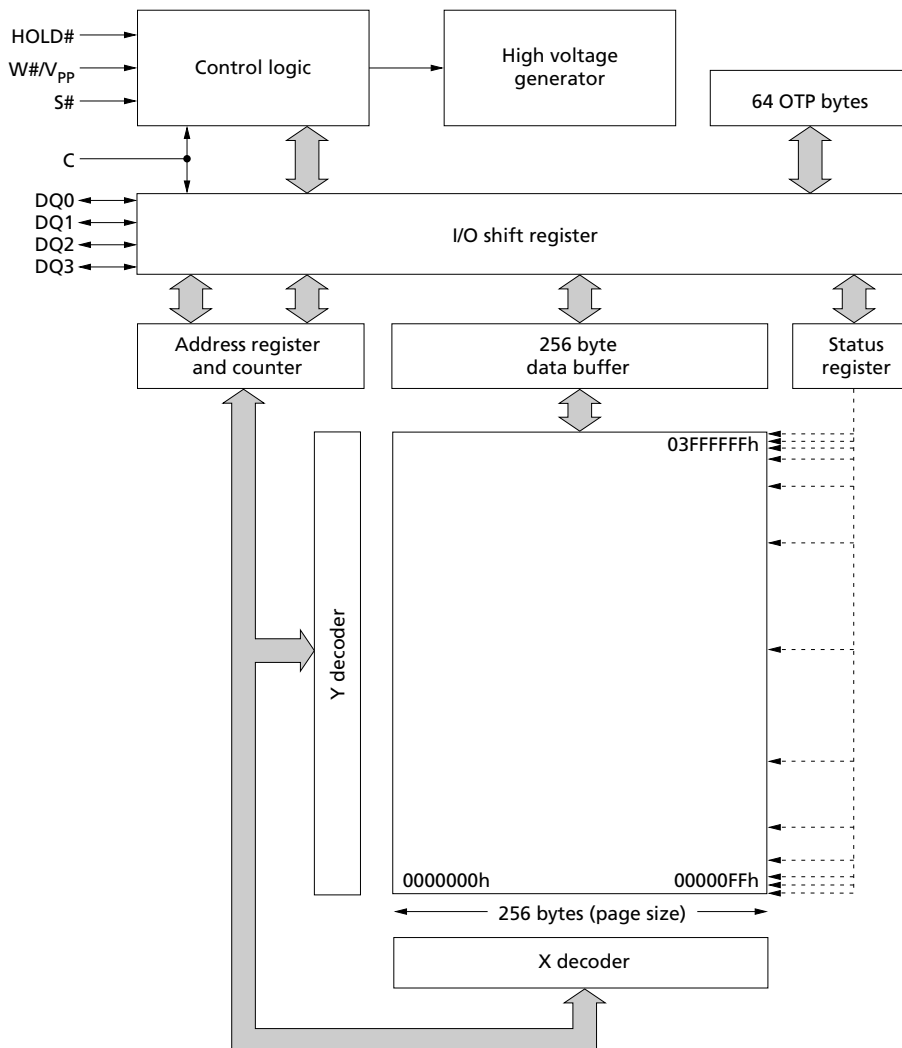 HOLD#
W#/VPP
S#
Control logic
High voltage
generator
64 OTP bytes
C
DQ0
DQ1
DQ2
DQ3
I/O shift register
Address register
and counter
256 byte
data buffer
Status
register
03FFFFFFh
Y decoder
0000000h
00000FFh
256 bytes (page size)
X decoder